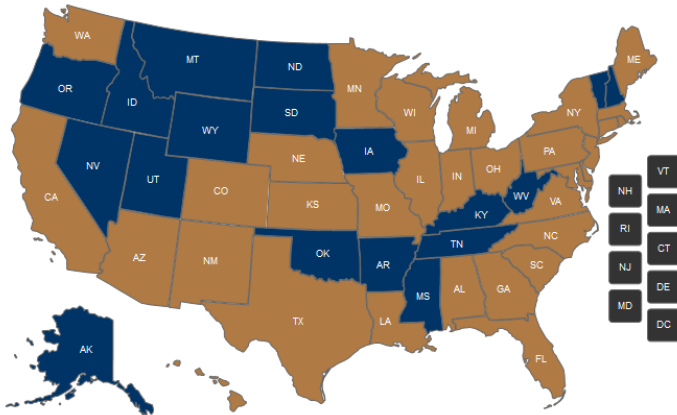 WA
MT
ND
MN
ME
OR
ID
SD
WI
NY
WY
MI
IA
PA
NE
NV
UT
CO
IL
IN
OH
WV
VA
CA
KS
MO
KY
NC
TN
AZ
NM
OK
AR
SC
MS
AL
GA
TX
LA
FL
AK
VT
NH
MA
RI
CT
NJ
DE
MD
DC